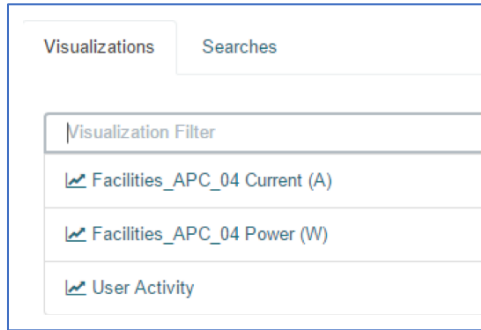 Visualizations Searches
Visualization Filter
Facilities_APC_04 Current (A)
Facilities_APC_04 Power (W)
User Activity